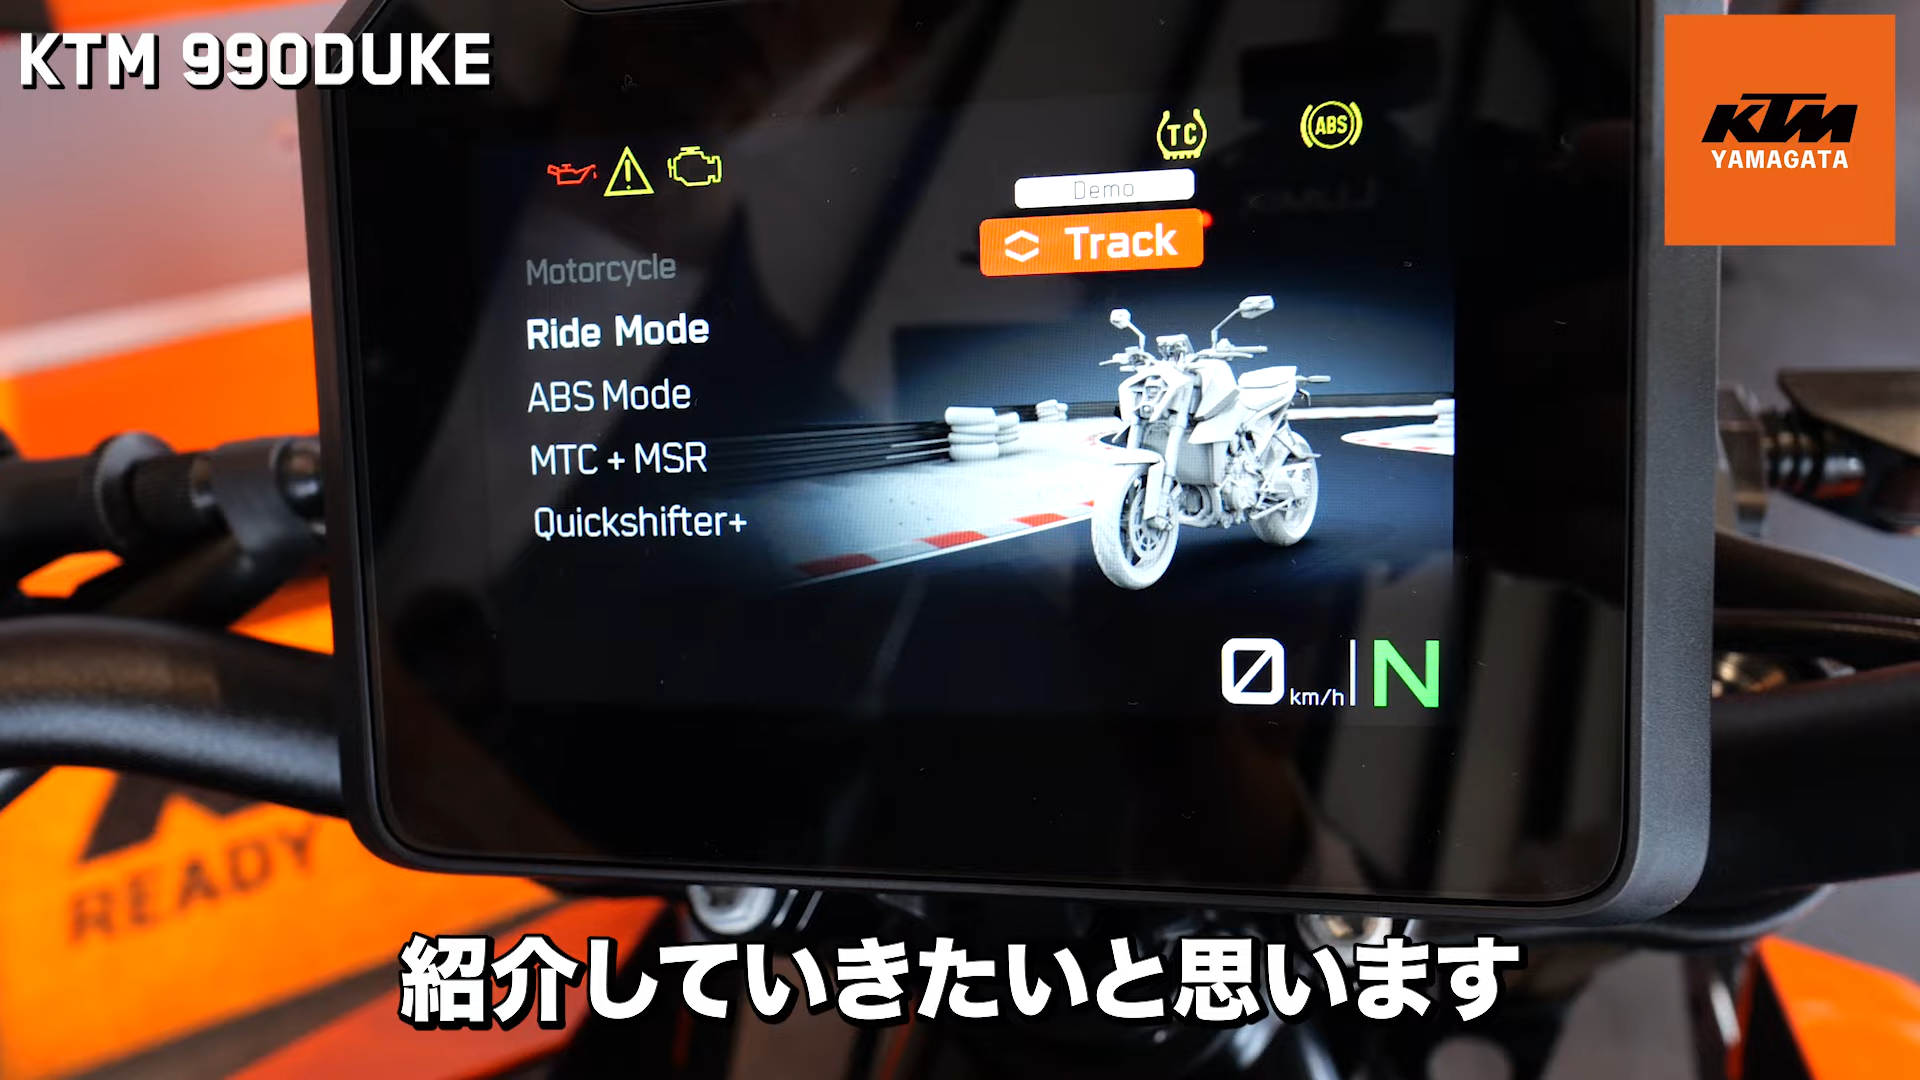 KTM 990DUKE
KTM
YAMAGATA
TC
ABS
Demo
Track
Motorcycle
Ride Mode
ABS Mode
MTC + MSR
Quickshifter+
0 km/h N
READY
紹介していきたいと思います